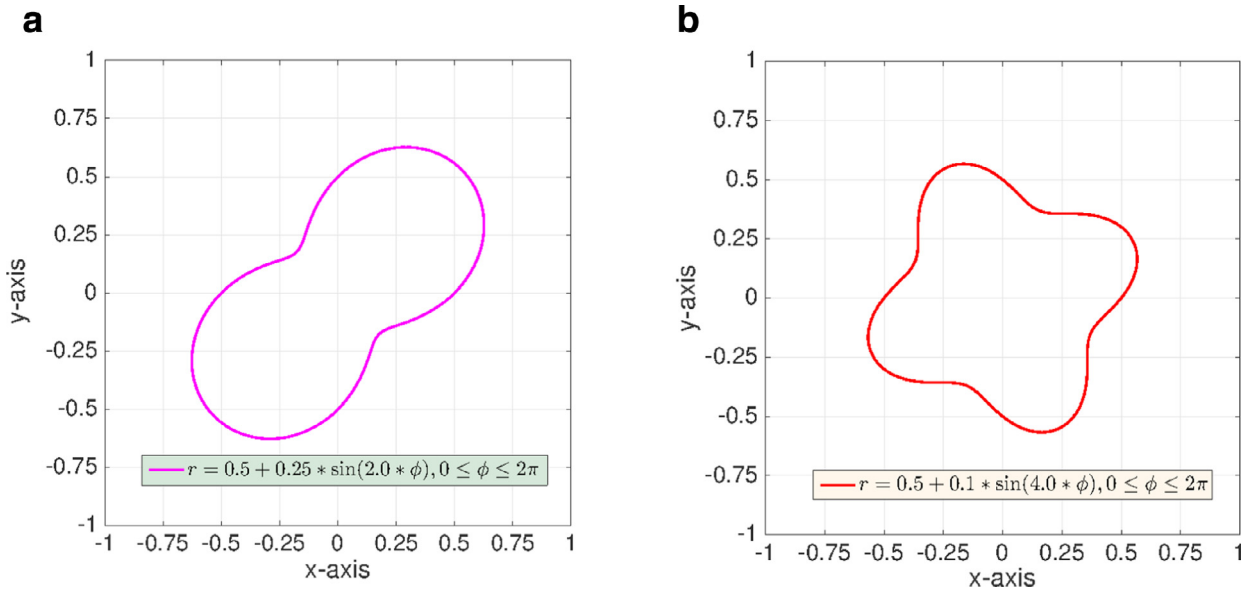 a
1
0.75
0.5
0.25
0
-0.25
-0.5
-0.75
-1
y-axis
r = 0.5 + 0.25 * sin(2.0 * ϕ), 0 ≤ ϕ ≤ 2π
-1 -0.75 -0.5 -0.25 0 0.25 0.5 0.75 1
x-axis
b
1
0.75
0.5
0.25
0
-0.25
-0.5
-0.75
-1
y-axis
r = 0.5 + 0.1 * sin(4.0 * ϕ), 0 ≤ ϕ ≤ 2π
-1 -0.75 -0.5 -0.25 0 0.25 0.5 0.75 1
x-axis